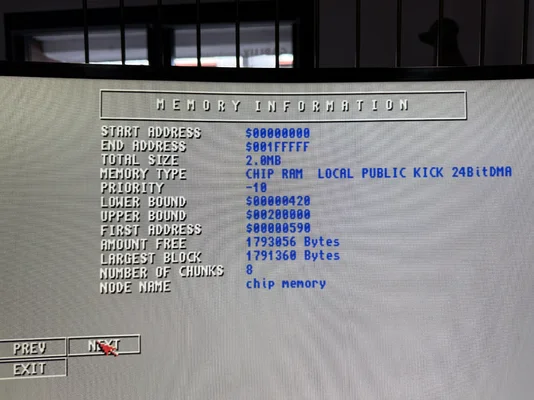 MEMORY INFORMATION
START ADDRESS $00000000
END ADDRESS $001FFFFF
TOTAL SIZE 2.0MB
MEMORY TYPE CHIP RAM LOCAL PUBLIC KICK 24BitDMA
PRIORITY -10
LOWER BOUND $00000420
UPPER BOUND $00200000
FIRST ADDRESS $00000590
AMOUNT FREE 1793056 Bytes
LARGEST BLOCK 1791360 Bytes
NUMBER OF CHUNKS 8
NODE NAME chip memory
PREV NEXT
EXIT